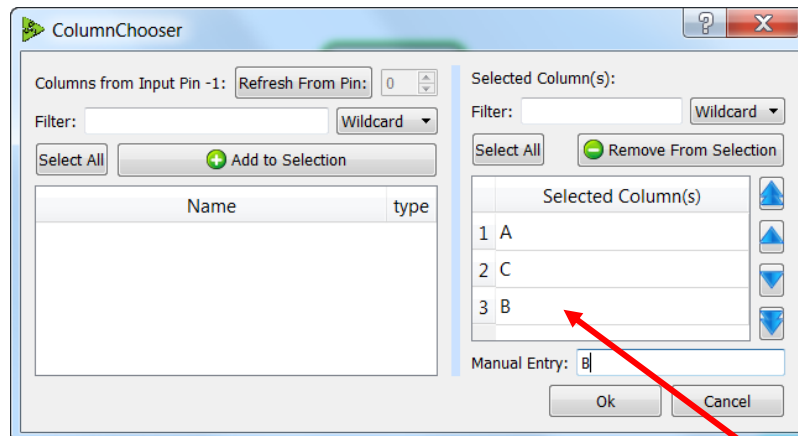 ColumnChooser
Columns from Input Pin -1: Refresh From Pin: 0
Filter: Wildcard
Select All Add to Selection
Name type
Selected Column(s):
Filter: Wildcard
Select All Remove From Selection
Selected Column(s)
1 A
2 C
3 B
Manual Entry: B
Ok Cancel